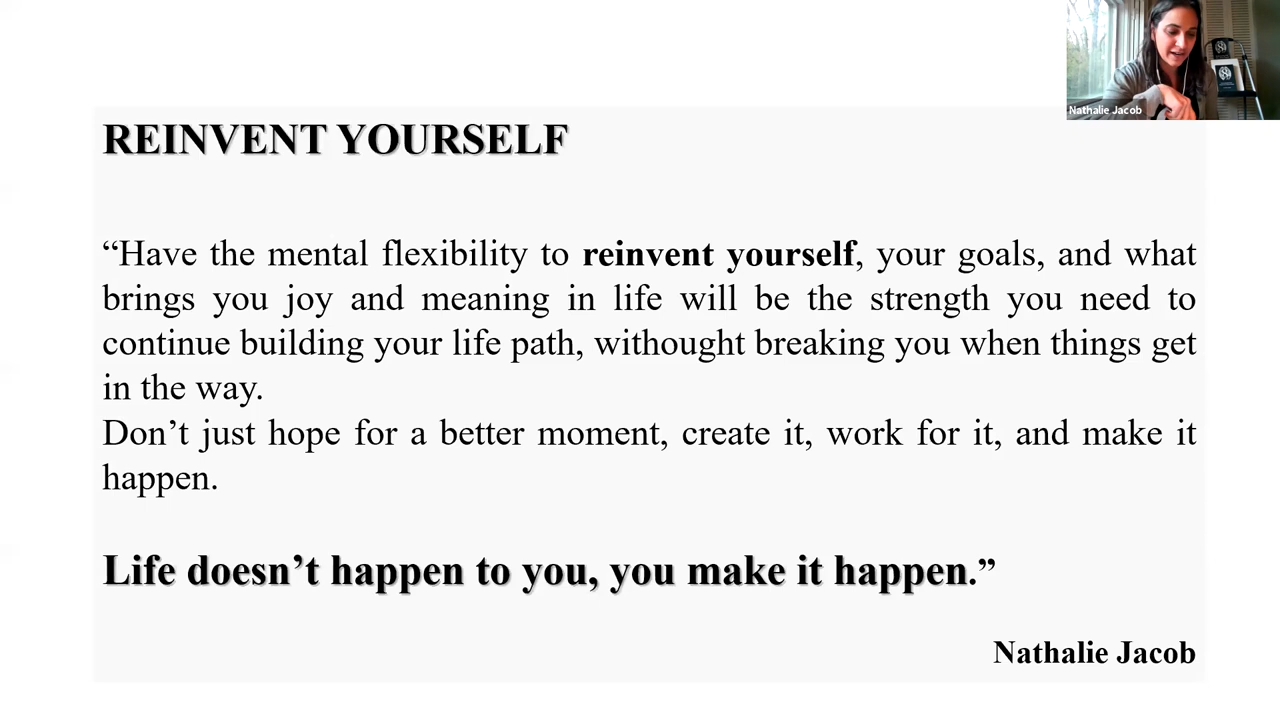 Nathalie Jacob
REINVENT YOURSELF
“Have the mental flexibility to reinvent yourself, your goals, and what
brings you joy and meaning in life will be the strength you need to
continue building your life path, withought breaking you when things get
in the way.
Don’t just hope for a better moment, create it, work for it, and make it
happen.
Life doesn’t happen to you, you make it happen.”
Nathalie Jacob